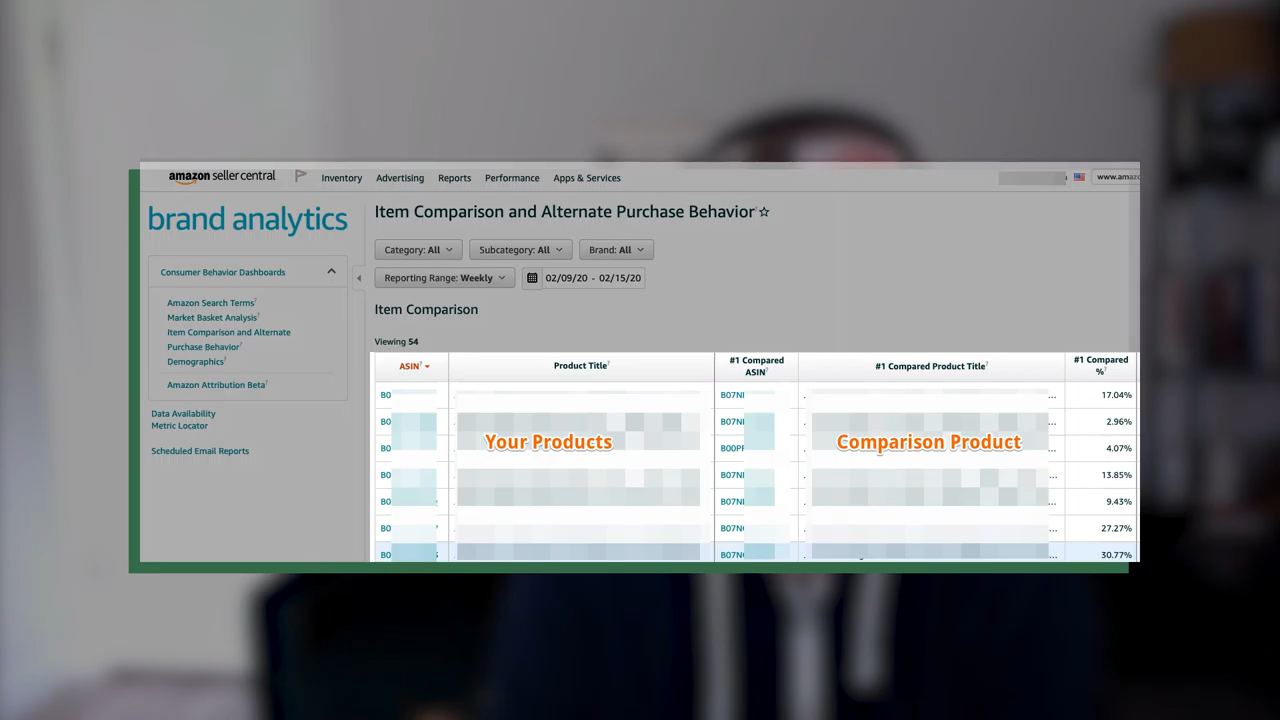 amazon seller central
Inventory
Advertising
Reports
Performance
Apps & Services
brand analytics
Item Comparison and Alternate Purchase Behavior
Category: All
Subcategory: All
Brand: All
Reporting Range: Weekly
02/09/20 - 02/15/20
Consumer Behavior Dashboards
Amazon Search Terms?
Market Basket Analysis?
Item Comparison and Alternate
Purchase Behavior?
Demographics?
Amazon Attribution Beta?
Data Availability
Metric Locator
Scheduled Email Reports
Item Comparison
Viewing 54
ASIN?
Product Title?
#1 Compared
ASIN?
#1 Compared Product Title?
#1 Compared
%?
B0 B07N ... 17.04%
B0 B07N ... 2.96%
Your Products
Comparison Product
B0 B00P ... 4.07%
B0 B07N ... 13.85%
B0 B07N ... 9.43%
B0 B07N ... 27.27%
B0 B07N ... 30.77%